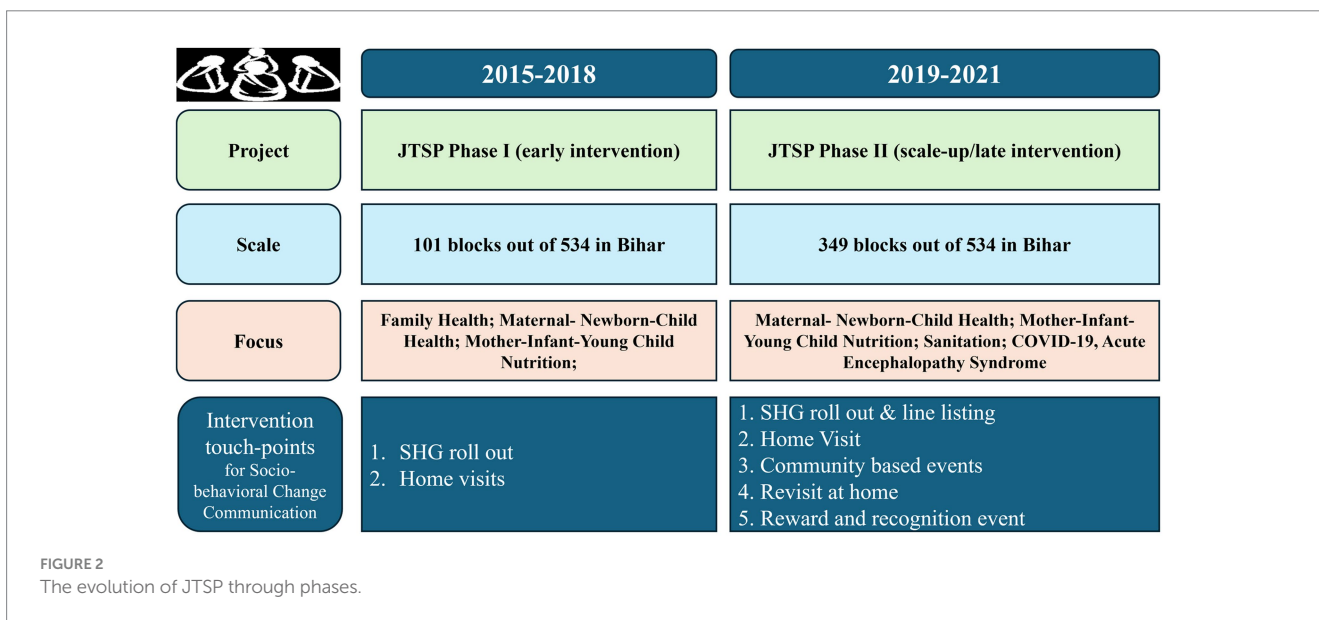 2015-2018
2019-2021
Project
JTSP Phase I (early intervention)
JTSP Phase II (scale-up/late intervention)
Scale
101 blocks out of 534 in Bihar
349 blocks out of 534 in Bihar
Focus
Family Health; Maternal- Newborn-Child
Health; Mother-Infant-Young Child
Nutrition;
Maternal- Newborn-Child Health; Mother-Infant-
Young Child Nutrition; Sanitation; COVID-19, Acute
Encephalopathy Syndrome
Intervention
touch-points
for Socio-
behavioral Change
Communication
1. SHG roll out
2. Home visits
1. SHG roll out & line listing
2. Home Visit
3. Community based events
4. Revisit at home
5. Reward and recognition event
FIGURE 2
The evolution of JTSP through phases.